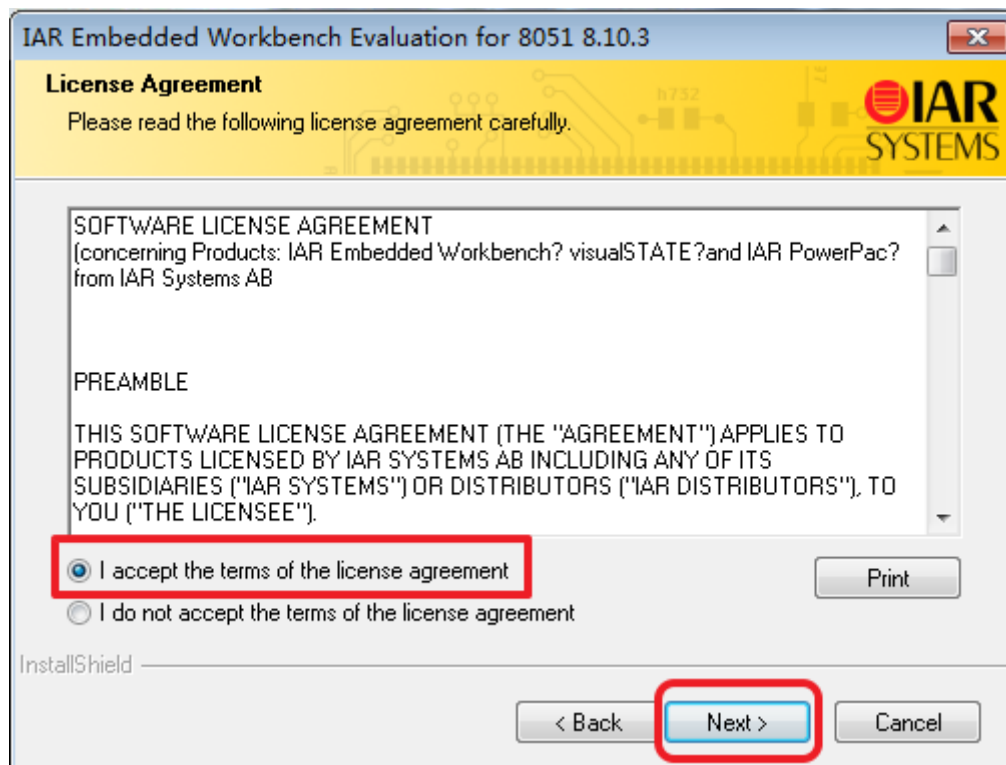 IAR Embedded Workbench Evaluation for 8051 8.10.3
License Agreement
Please read the following license agreement carefully.
h732
IAR
SYSTEMS
SOFTWARE LICENSE AGREEMENT
(concerning Products: IAR Embedded Workbench? visualSTATE?and IAR PowerPac?
from IAR Systems AB
PREAMBLE
THIS SOFTWARE LICENSE AGREEMENT (THE "AGREEMENT") APPLIES TO
PRODUCTS LICENSED BY IAR SYSTEMS AB INCLUDING ANY OF ITS
SUBSIDIARIES ("IAR SYSTEMS") OR DISTRIBUTORS ("IAR DISTRIBUTORS"), TO
YOU ("THE LICENSEE").
I accept the terms of the license agreement
Print
I do not accept the terms of the license agreement
InstallShield
< Back
Next >
Cancel